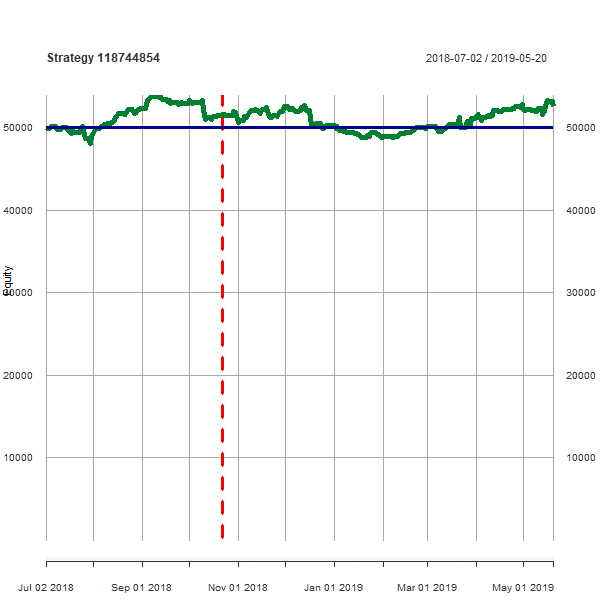 Strategy 118744854
2018-07-02 / 2019-05-20
50000
50000
40000
40000
Equity
30000
30000
20000
20000
10000
10000
Jul 02 2018
Sep 01 2018
Nov 01 2018
Jan 01 2019
Mar 01 2019
May 01 2019